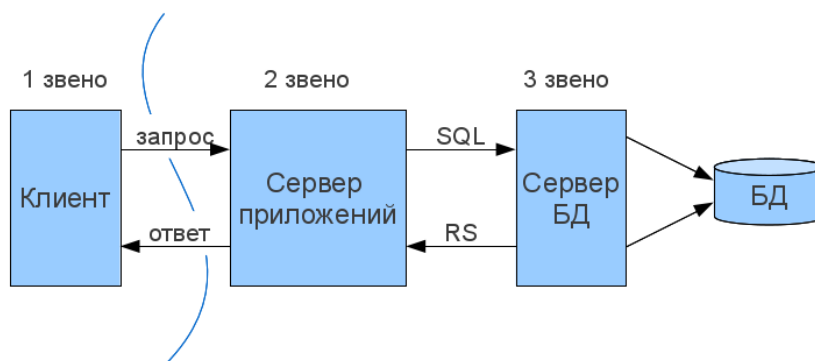 1 звено
2 звено
3 звено
запрос
SQL
Клиент
Сервер
приложений
Сервер
БД
БД
ответ
RS